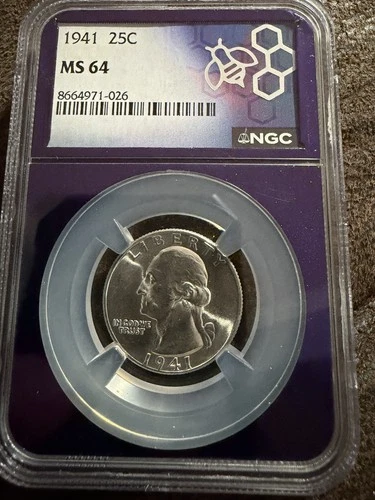 1941 25C
MS 64
8664971-026
NGC
LIBERTY
IN GOD WE
TRUST
1941